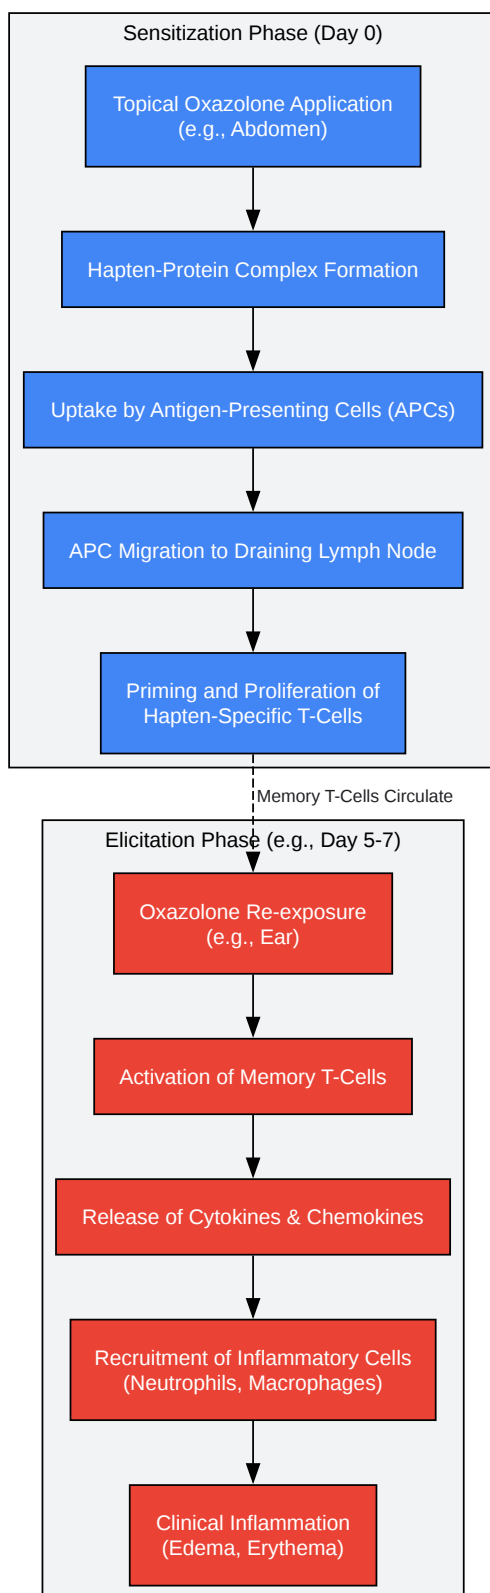 Sensitization Phase (Day 0)
Topical Oxazolone Application
(e.g., Abdomen)
Hapten-Protein Complex Formation
Uptake by Antigen-Presenting Cells (APCs)
APC Migration to Draining Lymph Node
Priming and Proliferation of
Hapten-Specific T-Cells
Memory T-Cells Circulate
Elicitation Phase (e.g., Day 5-7)
Oxazolone Re-exposure
(e.g., Ear)
Activation of Memory T-Cells
Release of Cytokines & Chemokines
Recruitment of Inflammatory Cells
(Neutrophils, Macrophages)
Clinical Inflammation
(Edema, Erythema)